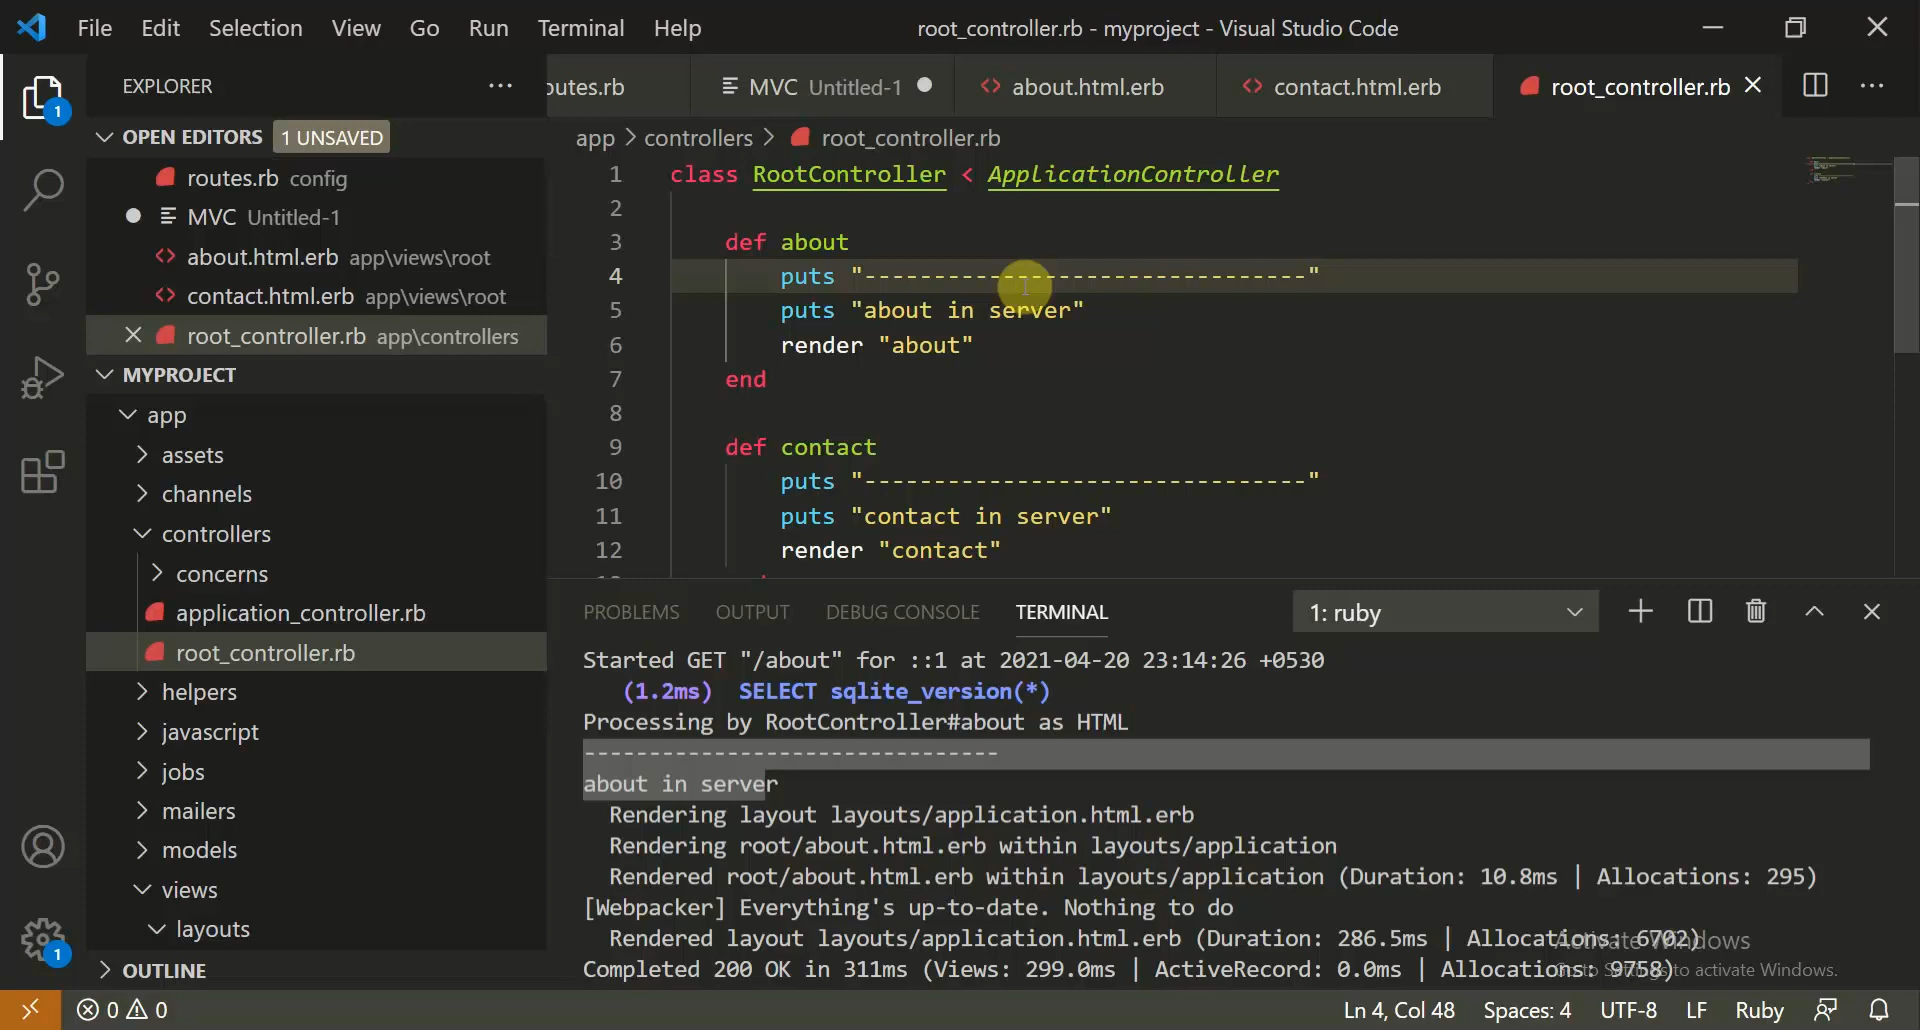 File Edit Selection View Go Run Terminal Help root_controller.rb - myproject - Visual Studio Code
EXPLORER
outes.rb MVC Untitled-1 about.html.erb contact.html.erb root_controller.rb
1
OPEN EDITORS 1 UNSAVED
routes.rb config
MVC Untitled-1
about.html.erb app\views\root
contact.html.erb app\views\root
root_controller.rb app\controllers
MYPROJECT
app
assets
channels
controllers
concerns
application_controller.rb
root_controller.rb
helpers
javascript
jobs
mailers
models
views
layouts
OUTLINE
1
app > controllers > root_controller.rb
1 class RootController < ApplicationController
2
3 def about
4 puts "--------------------------------"
5 puts "about in server"
6 render "about"
7 end
8
9 def contact
10 puts "--------------------------------"
11 puts "contact in server"
12 render "contact"
PROBLEMS OUTPUT DEBUG CONSOLE TERMINAL 1: ruby
Started GET "/about" for ::1 at 2021-04-20 23:14:26 +0530
(1.2ms) SELECT sqlite_version(*)
Processing by RootController#about as HTML
--------------------------------
about in server
Rendering layout layouts/application.html.erb
Rendering root/about.html.erb within layouts/application
Rendered root/about.html.erb within layouts/application (Duration: 10.8ms | Allocations: 295)
[Webpacker] Everything's up-to-date. Nothing to do
Rendered layout layouts/application.html.erb (Duration: 286.5ms | Allocations: 6702)
Completed 200 OK in 311ms (Views: 299.0ms | ActiveRecord: 0.0ms | Allocations: 9758)
Activate Windows
Go to Settings to activate Windows.
0 0 Ln 4, Col 48 Spaces: 4 UTF-8 LF Ruby